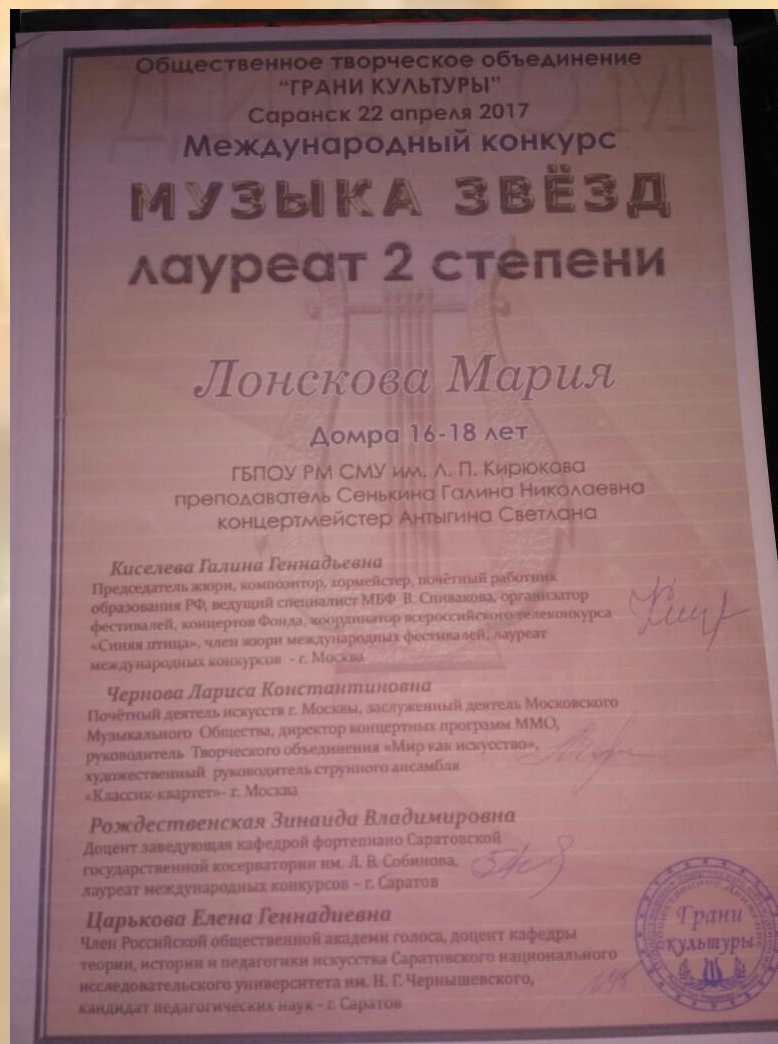 Общественное творческое объединение
"ГРАНИ КУЛЬТУРЫ"
Саранск 22 апреля 2017
Международный конкурс
МУЗЫКА ЗВЁЗД
лауреат 2 степени
Лонскова Мария
Домра 16-18 лет
ГБПОУ РМ СМУ им. Л. П. Кирюкова
преподаватель Сенькина Галина Николаевна
концертмейстер Антыгина Светлана
Киселева Галина Геннадьевна
Председатель жюри, композитор, хормейстер, почётный работник
образования РФ, ведущий специалист МБФ В. Спивакова, организатор
фестивалей, концертов Фонда, координатор всероссийского телеконкурса
«Синяя птица», член жюри международных фестивалей, лауреат
международных конкурсов - г. Москва
Чернова Лариса Константиновна
Почётный деятель искусств г. Москвы, заслуженный деятель Московского
Музыкального Общества, директор концертных программ ММО,
руководитель Творческого объединения «Мир как искусство»,
художественный руководитель струнного ансамбля
«Классик-квартет»- г. Москва
Рождественская Зинаида Владимировна
Доцент заведующая кафедрой фортепиано Саратовской
государственной косерватории им. Л. В. Собинова,
лауреат международных конкурсов – г. Саратов
Царькова Елена Геннадиевна
Член Российской общественной академи голоса, доцент кафедры
теории, истории и педагогики искусства Саратовского национального
исследовательского университета им. Н. Г. Чернышевского,
кандидат педагогических наук - г. Саратов
Грани
культуры